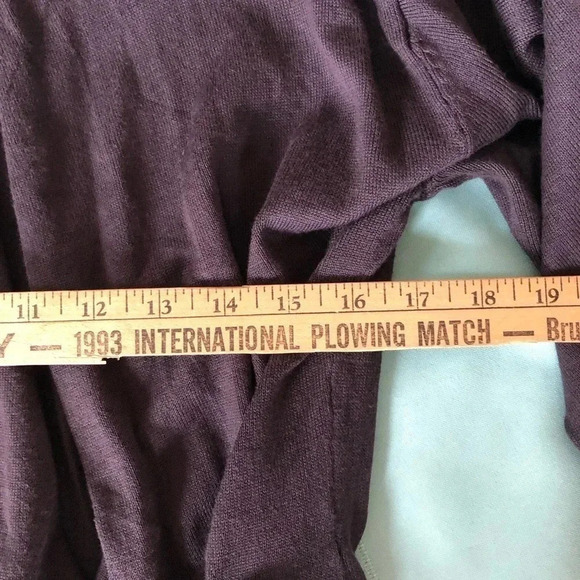 11 12 13 14 15 16 17 18 19
Y — 1993 INTERNATIONAL PLOWING MATCH — Bru